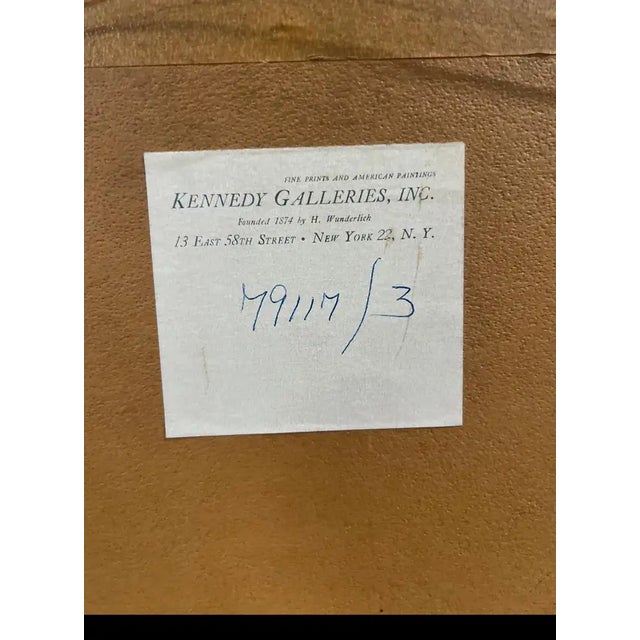 FINE PRINTS AND AMERICAN PAINTINGS
KENNEDY GALLERIES, INC.
Founded 1874 by H. Wunderlich
13 EAST 58TH STREET • NEW YORK 22, N. Y.
79117/3